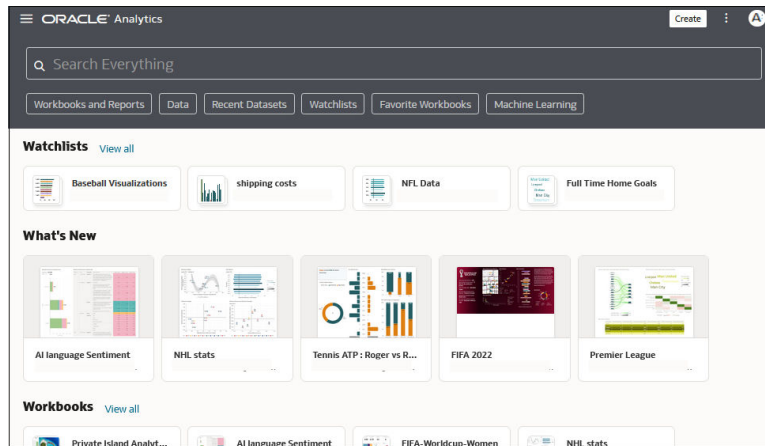 ORACLE Analytics
Create
A
Search Everything
Workbooks and Reports Data Recent Datasets Watchlists Favorite Workbooks Machine Learning
Watchlists View all
Baseball Visualizations shipping costs NFL Data Full Time Home Goals
What's New
AI language Sentiment NHL stats Tennis ATP : Roger vs R... FIFA 2022 Premier League
Workbooks View all
Private Island Analyt... AI language Sentiment FIFA-Worldcup-Women NHL stats